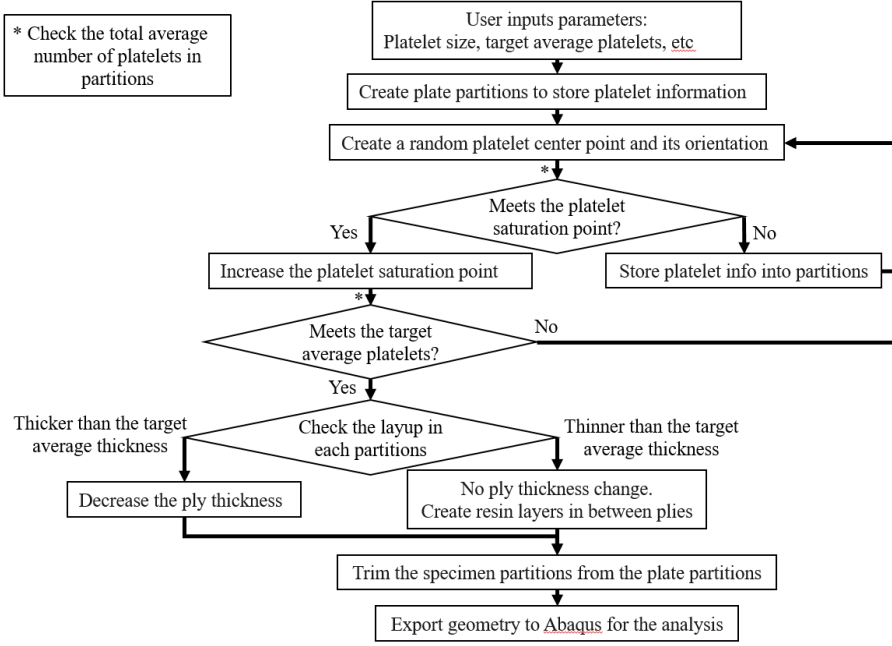 * Check the total average
number of platelets in
partitions
User inputs parameters:
Platelet size, target average platelets, etc
Create plate partitions to store platelet information
Create a random platelet center point and its orientation
*
Meets the platelet
saturation point?
Yes
No
Increase the platelet saturation point
Store platelet info into partitions
*
Meets the target
average platelets?
No
Yes
Check the layup in
each partitions
Thicker than the target
average thickness
Thinner than the target
average thickness
Decrease the ply thickness
No ply thickness change.
Create resin layers in between plies
Trim the specimen partitions from the plate partitions
Export geometry to Abaqus for the analysis